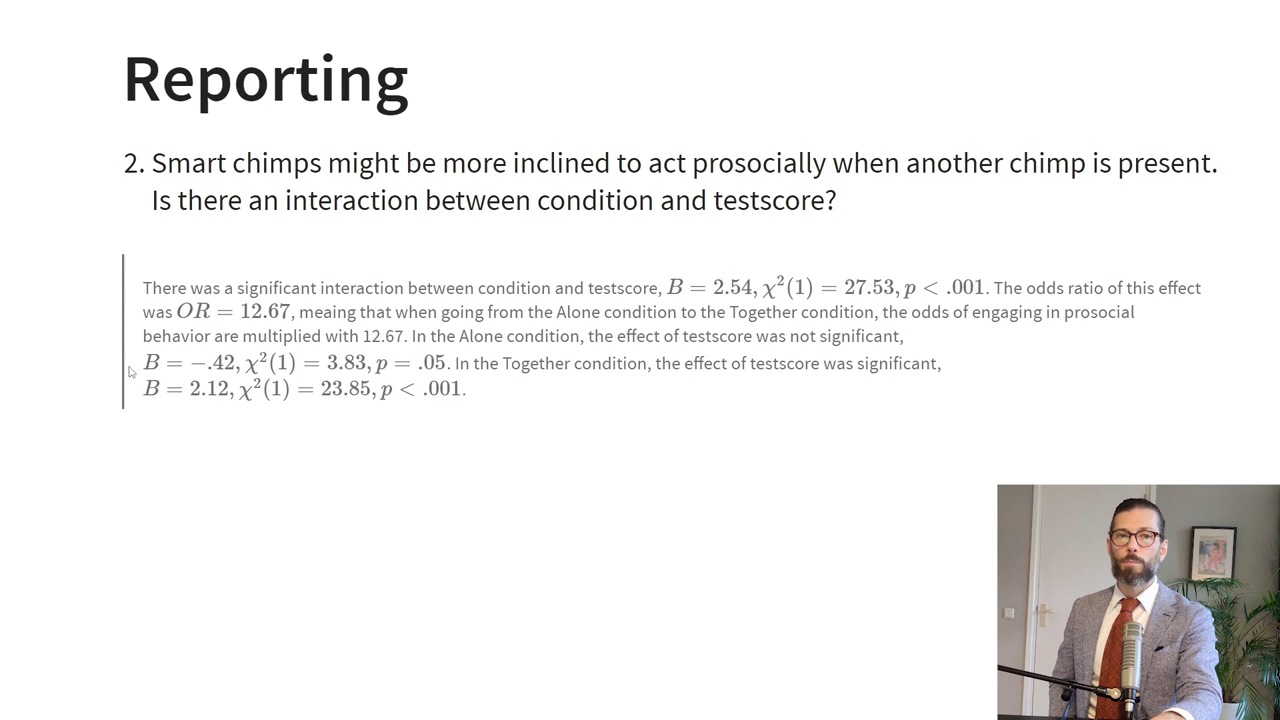 Reporting
2. Smart chimps might be more inclined to act prosocially when another chimp is present.
Is there an interaction between condition and testscore?
There was a significant interaction between condition and testscore, B = 2.54, χ²(1) = 27.53, p < .001. The odds ratio of this effect
was OR = 12.67, meaing that when going from the Alone condition to the Together condition, the odds of engaging in prosocial
behavior are multiplied with 12.67. In the Alone condition, the effect of testscore was not significant,
B = −.42, χ²(1) = 3.83, p = .05. In the Together condition, the effect of testscore was significant,
B = 2.12, χ²(1) = 23.85, p < .001.